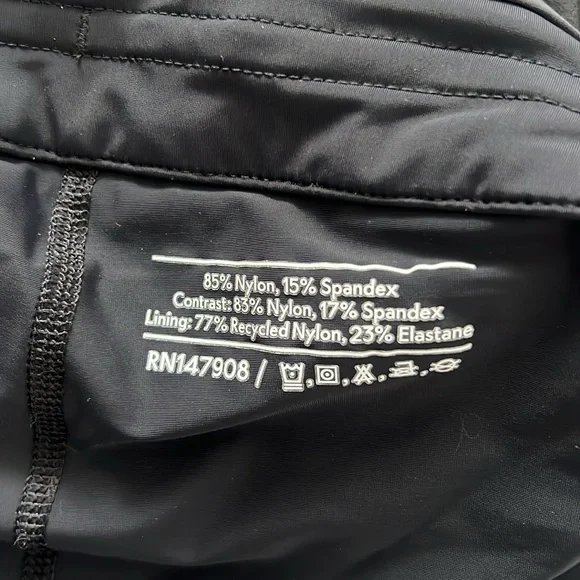 85% Nylon, 15% Spandex
Contrast: 83% Nylon, 17% Spandex
Lining: 77% Recycled Nylon, 23% Elastane
RN147908 /